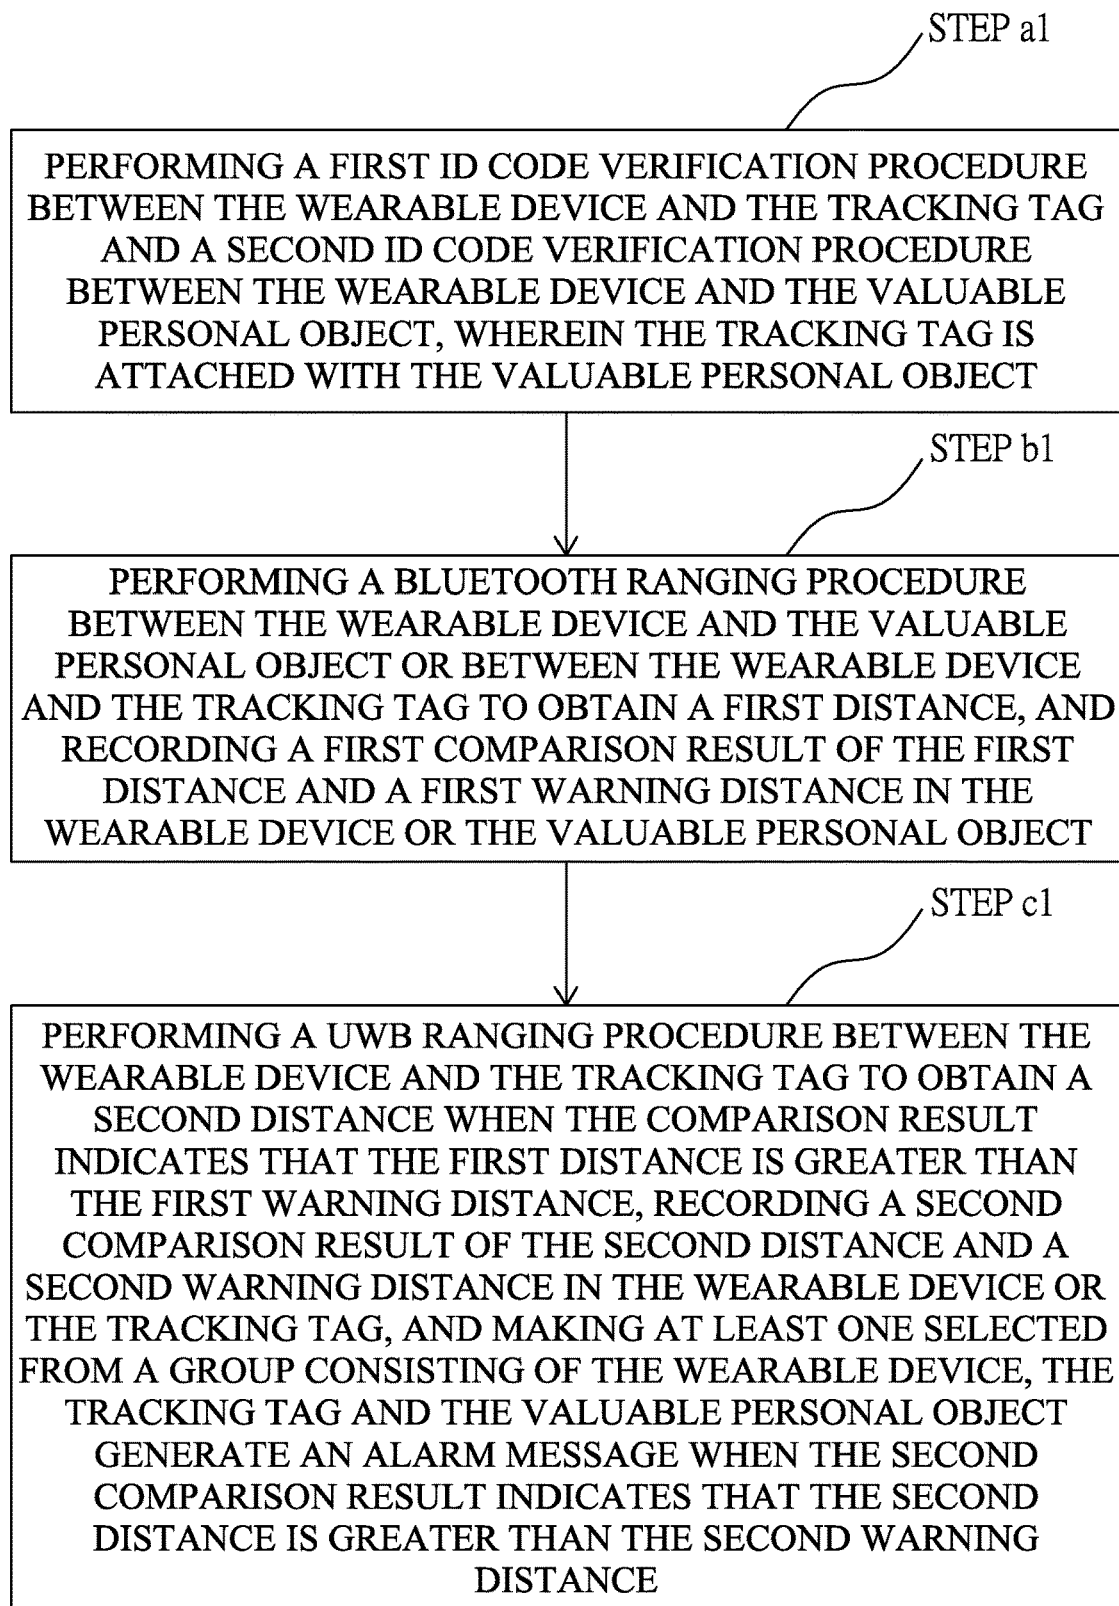 STEP a1
PERFORMING A FIRST ID CODE VERIFICATION PROCEDURE
BETWEEN THE WEARABLE DEVICE AND THE TRACKING TAG
AND A SECOND ID CODE VERIFICATION PROCEDURE
BETWEEN THE WEARABLE DEVICE AND THE VALUABLE
PERSONAL OBJECT, WHEREIN THE TRACKING TAG IS
ATTACHED WITH THE VALUABLE PERSONAL OBJECT
STEP b1
PERFORMING A BLUETOOTH RANGING PROCEDURE
BETWEEN THE WEARABLE DEVICE AND THE VALUABLE
PERSONAL OBJECT OR BETWEEN THE WEARABLE DEVICE
AND THE TRACKING TAG TO OBTAIN A FIRST DISTANCE, AND
RECORDING A FIRST COMPARISON RESULT OF THE FIRST
DISTANCE AND A FIRST WARNING DISTANCE IN THE
WEARABLE DEVICE OR THE VALUABLE PERSONAL OBJECT
STEP c1
PERFORMING A UWB RANGING PROCEDURE BETWEEN THE
WEARABLE DEVICE AND THE TRACKING TAG TO OBTAIN A
SECOND DISTANCE WHEN THE COMPARISON RESULT
INDICATES THAT THE FIRST DISTANCE IS GREATER THAN
THE FIRST WARNING DISTANCE, RECORDING A SECOND
COMPARISON RESULT OF THE SECOND DISTANCE AND A
SECOND WARNING DISTANCE IN THE WEARABLE DEVICE OR
THE TRACKING TAG, AND MAKING AT LEAST ONE SELECTED
FROM A GROUP CONSISTING OF THE WEARABLE DEVICE, THE
TRACKING TAG AND THE VALUABLE PERSONAL OBJECT
GENERATE AN ALARM MESSAGE WHEN THE SECOND
COMPARISON RESULT INDICATES THAT THE SECOND
DISTANCE IS GREATER THAN THE SECOND WARNING
DISTANCE